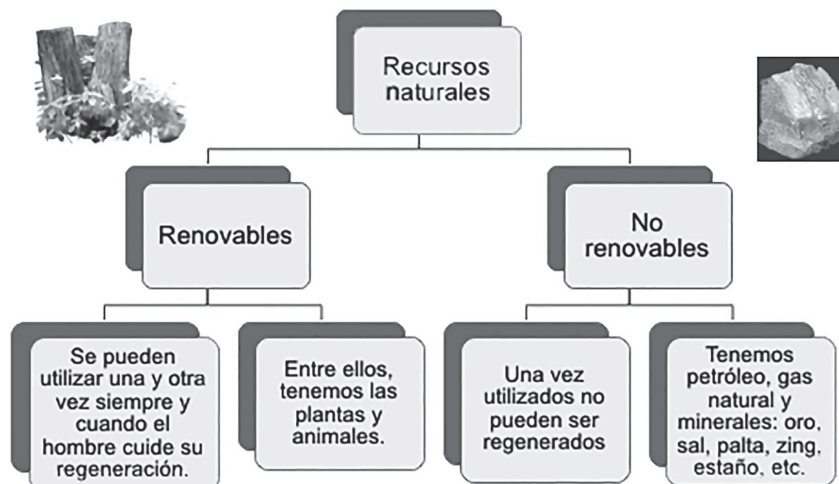 Recursos
naturales
Renovables
No
renovables
Se pueden
utilizar una y otra
vez siempre y
cuando el
hombre cuide su
regeneración.
Entre ellos,
tenemos las
plantas y
animales.
Una vez
utilizados no
pueden ser
regenerados
Tenemos
petróleo, gas
natural y
minerales: oro,
sal, palta, zing,
estaño, etc.